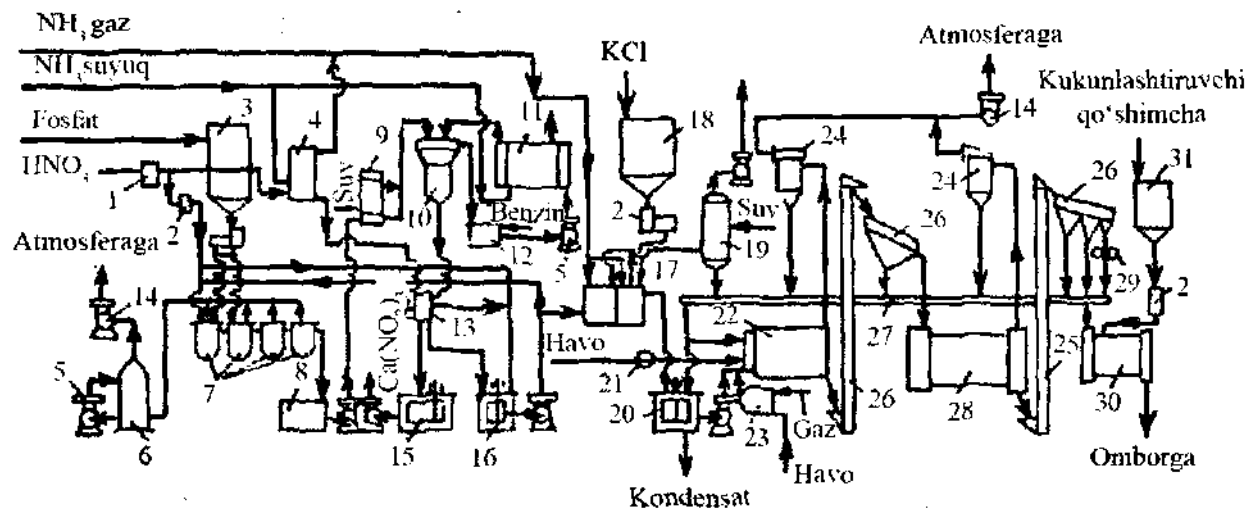 NH₃ gaz
NH₃ suyuq
Fosfat
HNO₃
1
2
3
4
Atmosferaga
14
5
6
7
8
Suv
9
10
11
Benzin
12
5
13
Ca(NO₃)₂
15
16
KCl
18
2
17
Suv
19
24
Atmosferaga
14
24
Havo
21
22
20
23
Gaz
Havo
Kondensat
26
26
27
28
25
26
29
Kukunlashtiruvchi
qo‘shimcha
31
2
30
Omborga